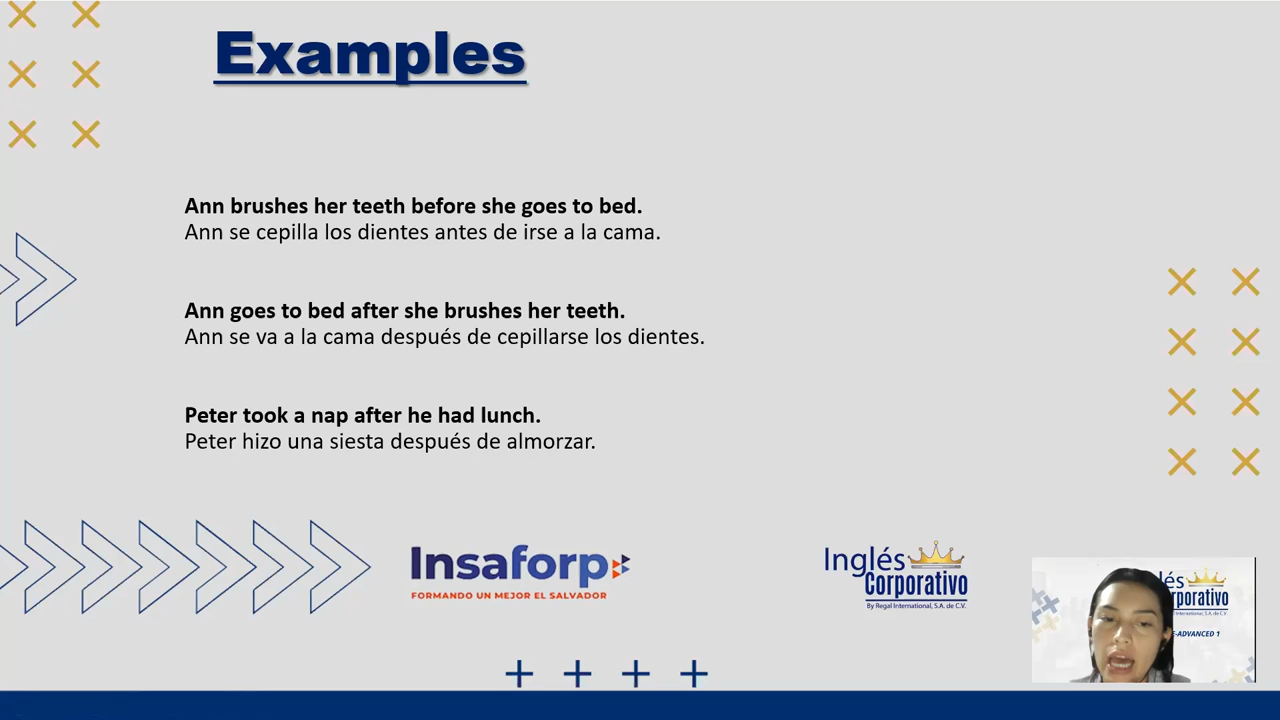 Examples
Ann brushes her teeth before she goes to bed.
Ann se cepilla los dientes antes de irse a la cama.
Ann goes to bed after she brushes her teeth.
Ann se va a la cama después de cepillarse los dientes.
Peter took a nap after he had lunch.
Peter hizo una siesta después de almorzar.
Insaforp
FORMANDO UN MEJOR EL SALVADOR
Inglés
Corporativo
By Regal International, S.A. de C.V.